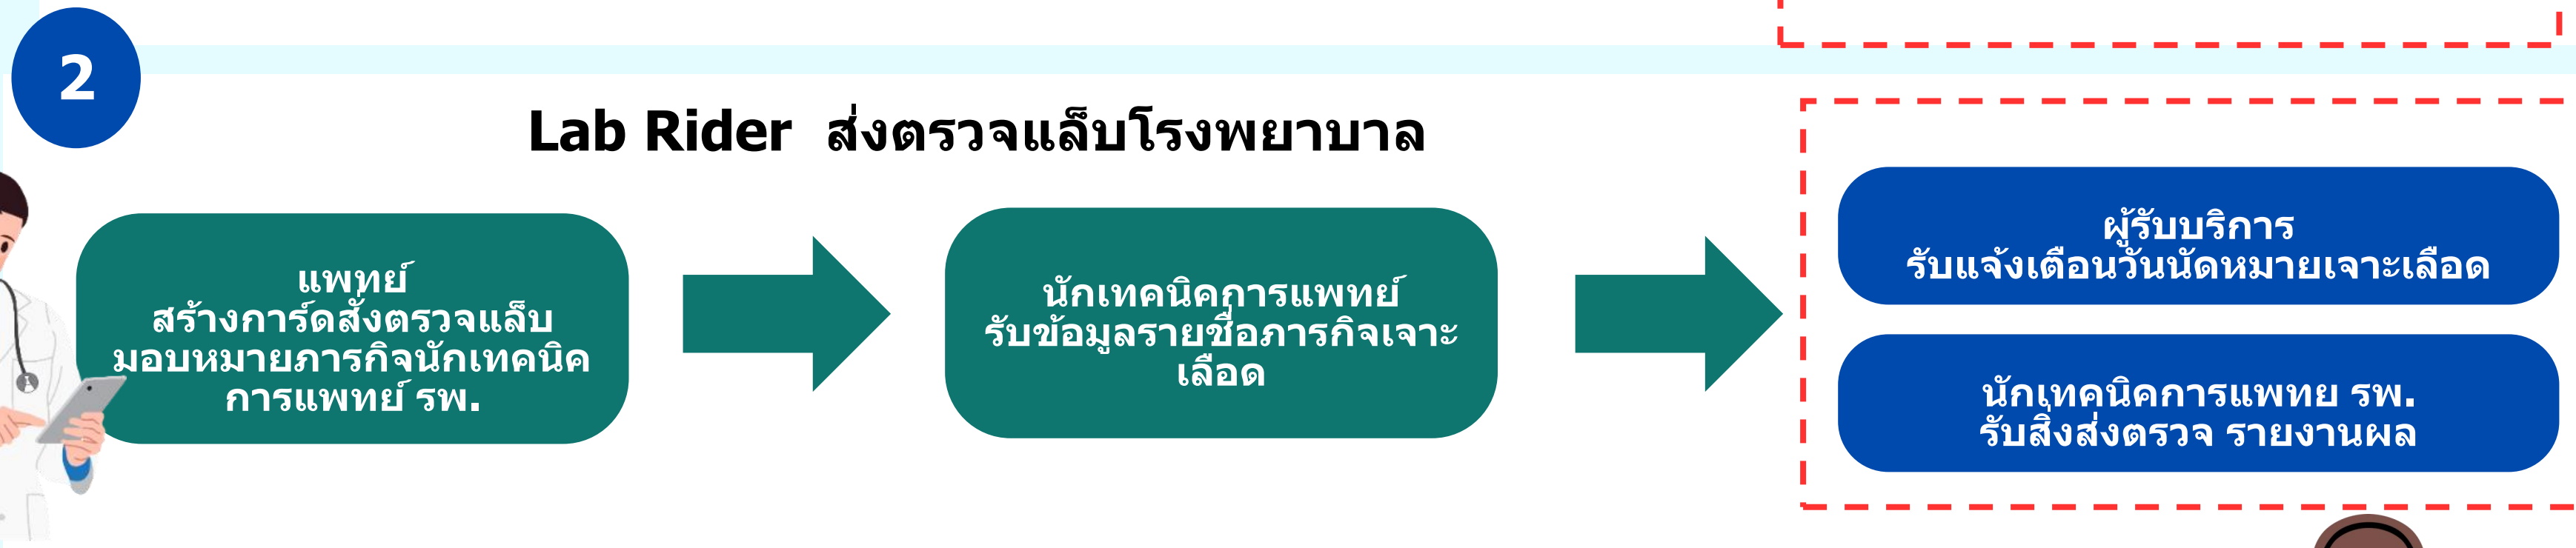 2
Lab Rider ส่งตรวจแล็บโรงพยาบาล
แพทย์
สร้างการ์ดสั่งตรวจแล็บ
มอบหมายภารกิจนักเทคนิค
การแพทย์ รพ.
นักเทคนิคการแพทย์
รับข้อมูลรายชื่อภารกิจเจาะ
เลือด
ผู้รับบริการ
รับแจ้งเตือนวันนัดหมายเจาะเลือด
นักเทคนิคการแพทย รพ.
รับสิ่งส่งตรวจ รายงานผล